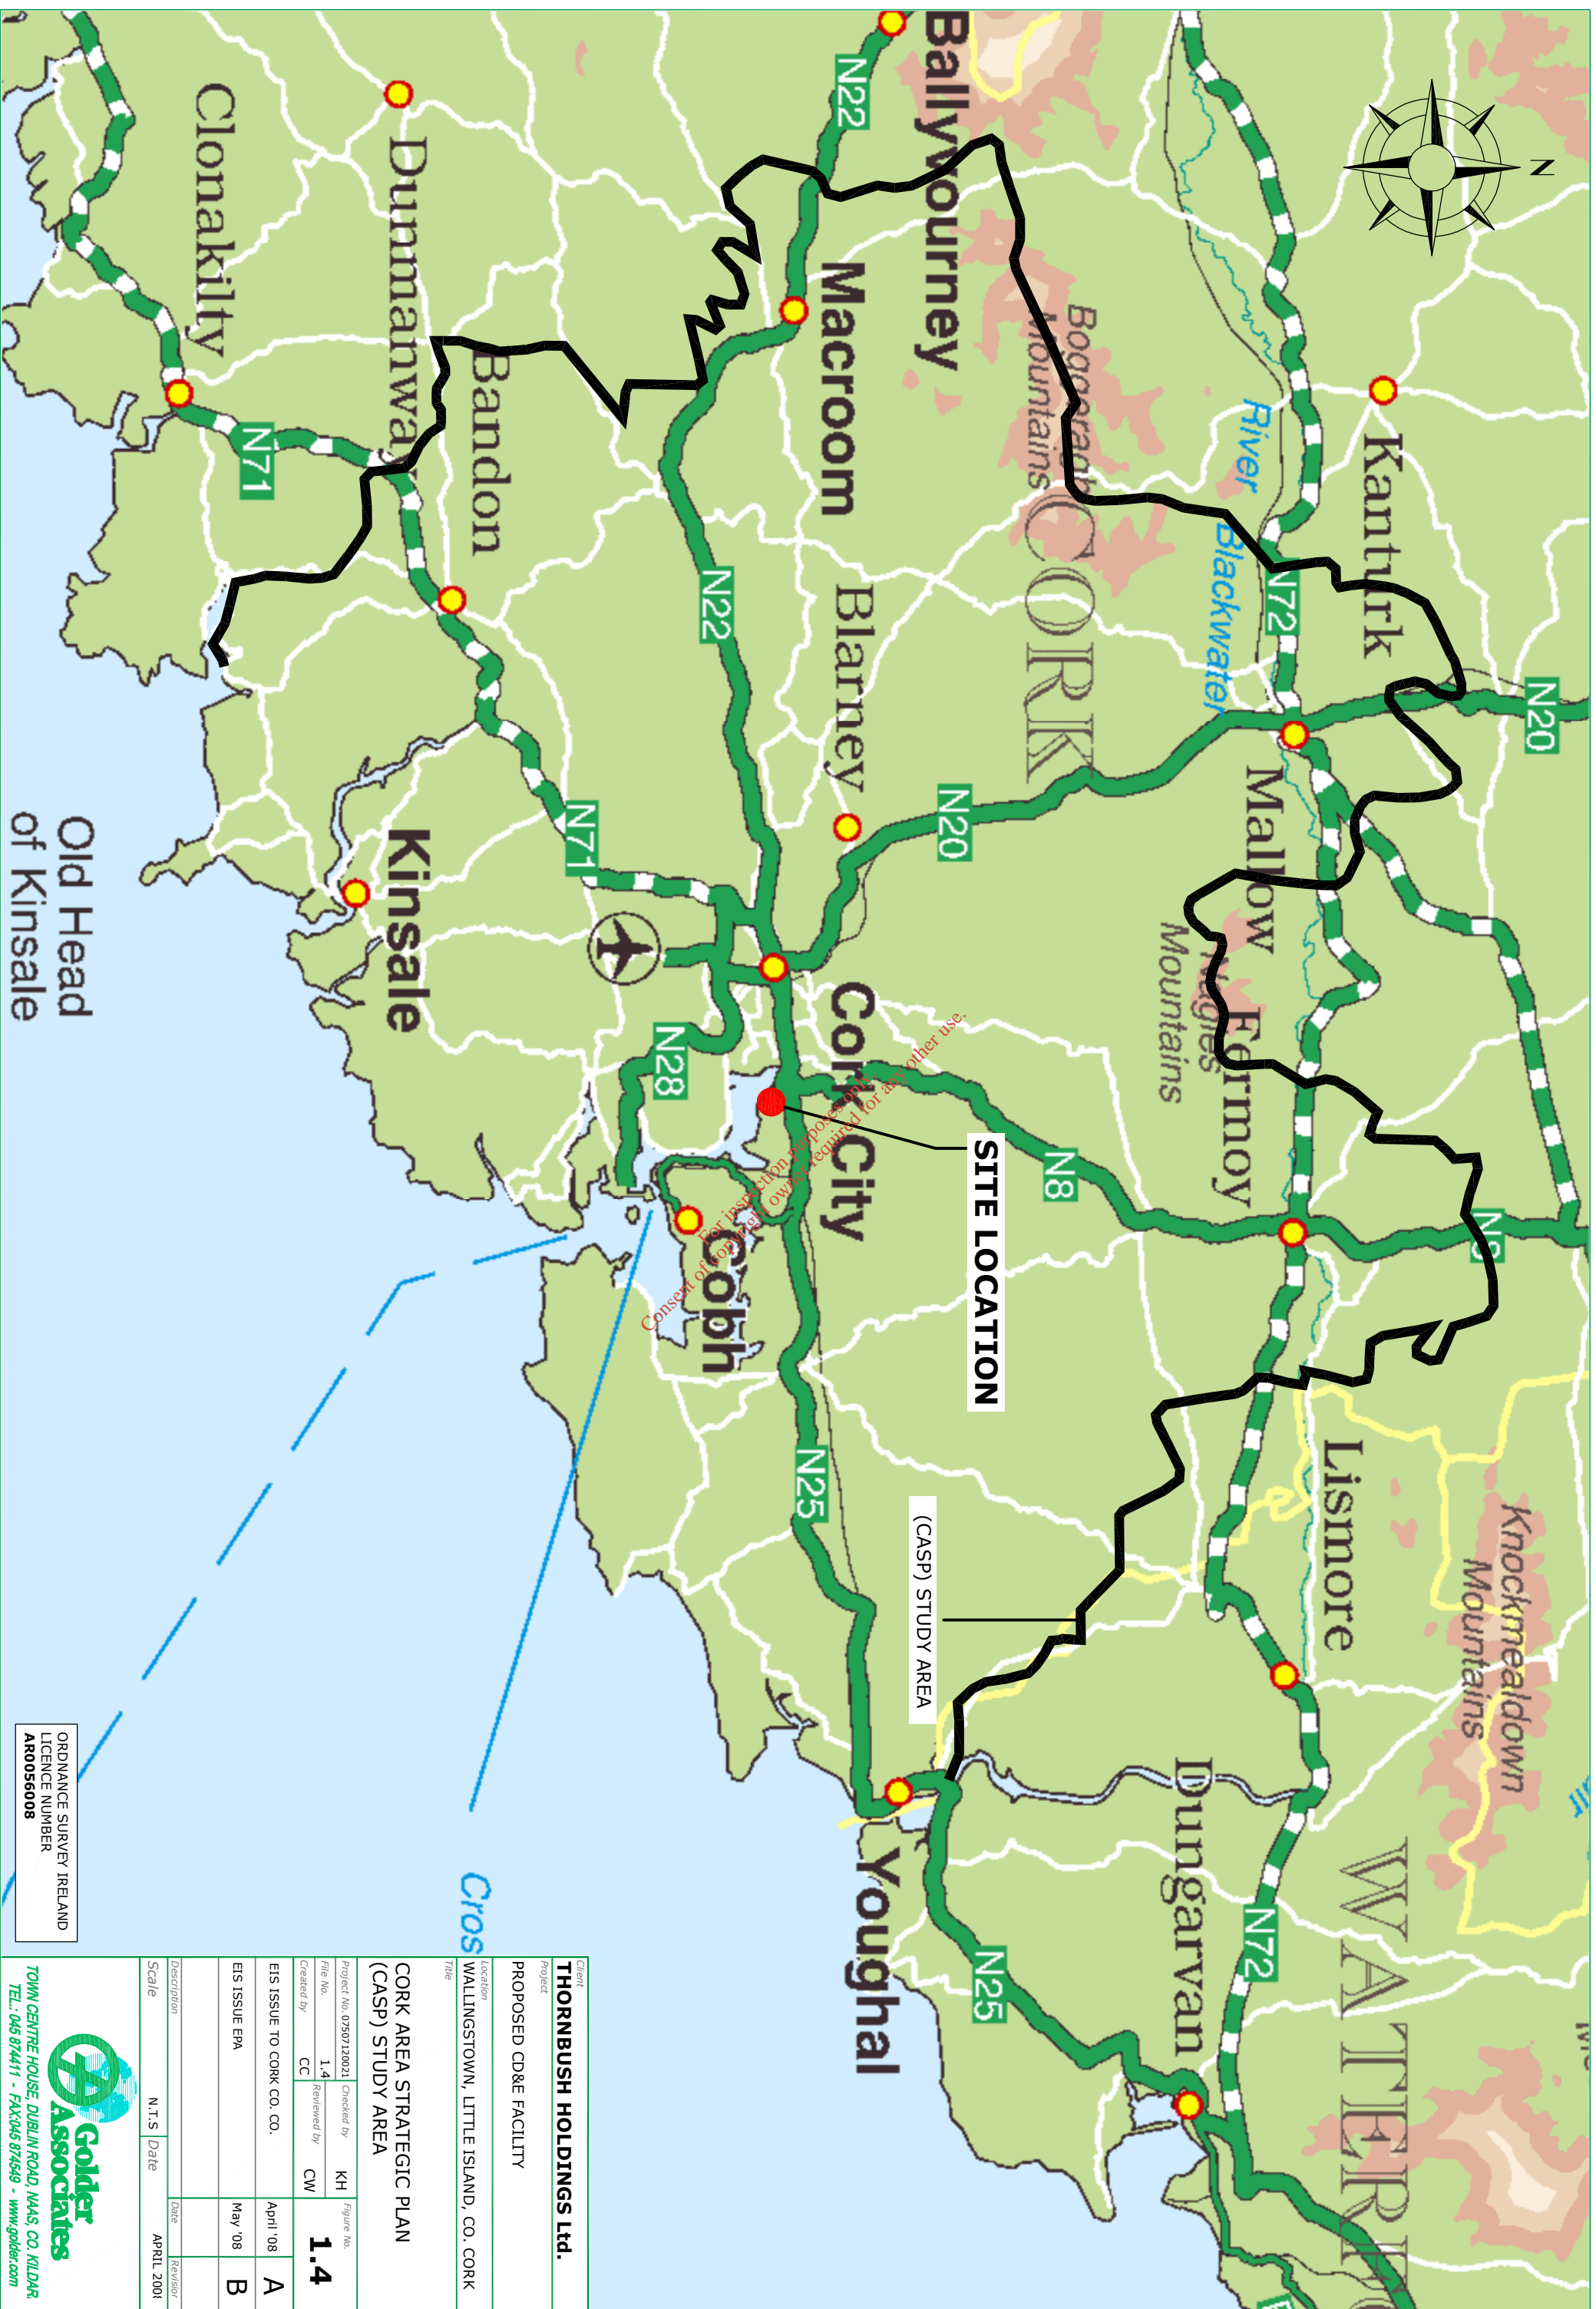 N
Ballyvourney
N22
Dunmanway
Clonakilty
Macroom
Boggeragh
Mountains
River
Blackwater
Kanturk
N72
N20
CORK
Bandon
N71
N22
Blarney
Mallow
Nagles
Mountains
N20
N71
Kinsale
Old Head
of Kinsale
N28
Cork City
Fermoy
N8
N8
SITE LOCATION
Cobh
For inspection purposes only.
Consent of copyright owner required for any other use.
Lismore
Knockmealdown
Mountains
N25
(CASP) STUDY AREA
Youghal
Dungarvan
N72
N25
WATERF
Cros
ORDNANCE SURVEY IRELAND
LICENCE NUMBER
AR0056008
Client
THORNBUSH HOLDINGS Ltd.
Project
PROPOSED CD&E FACILITY
Location
WALLINGSTOWN, LITTLE ISLAND, CO. CORK
Title
CORK AREA STRATEGIC PLAN
(CASP) STUDY AREA
Project No. 07507120021 Checked by KH Figure No.
File No. 1.4 Reviewed by CW 1.4
Created by CC
EIS ISSUE TO CORK CO. CO. April '08 A
EIS ISSUE EPA May '08 B
Description Date Revision
Scale N.T.S Date APRIL 2008
Golder
Associates
TOWN CENTRE HOUSE, DUBLIN ROAD, NAAS, CO. KILDAR
TEL.: 045 874411 - FAX:045 874549 - www.golder.com